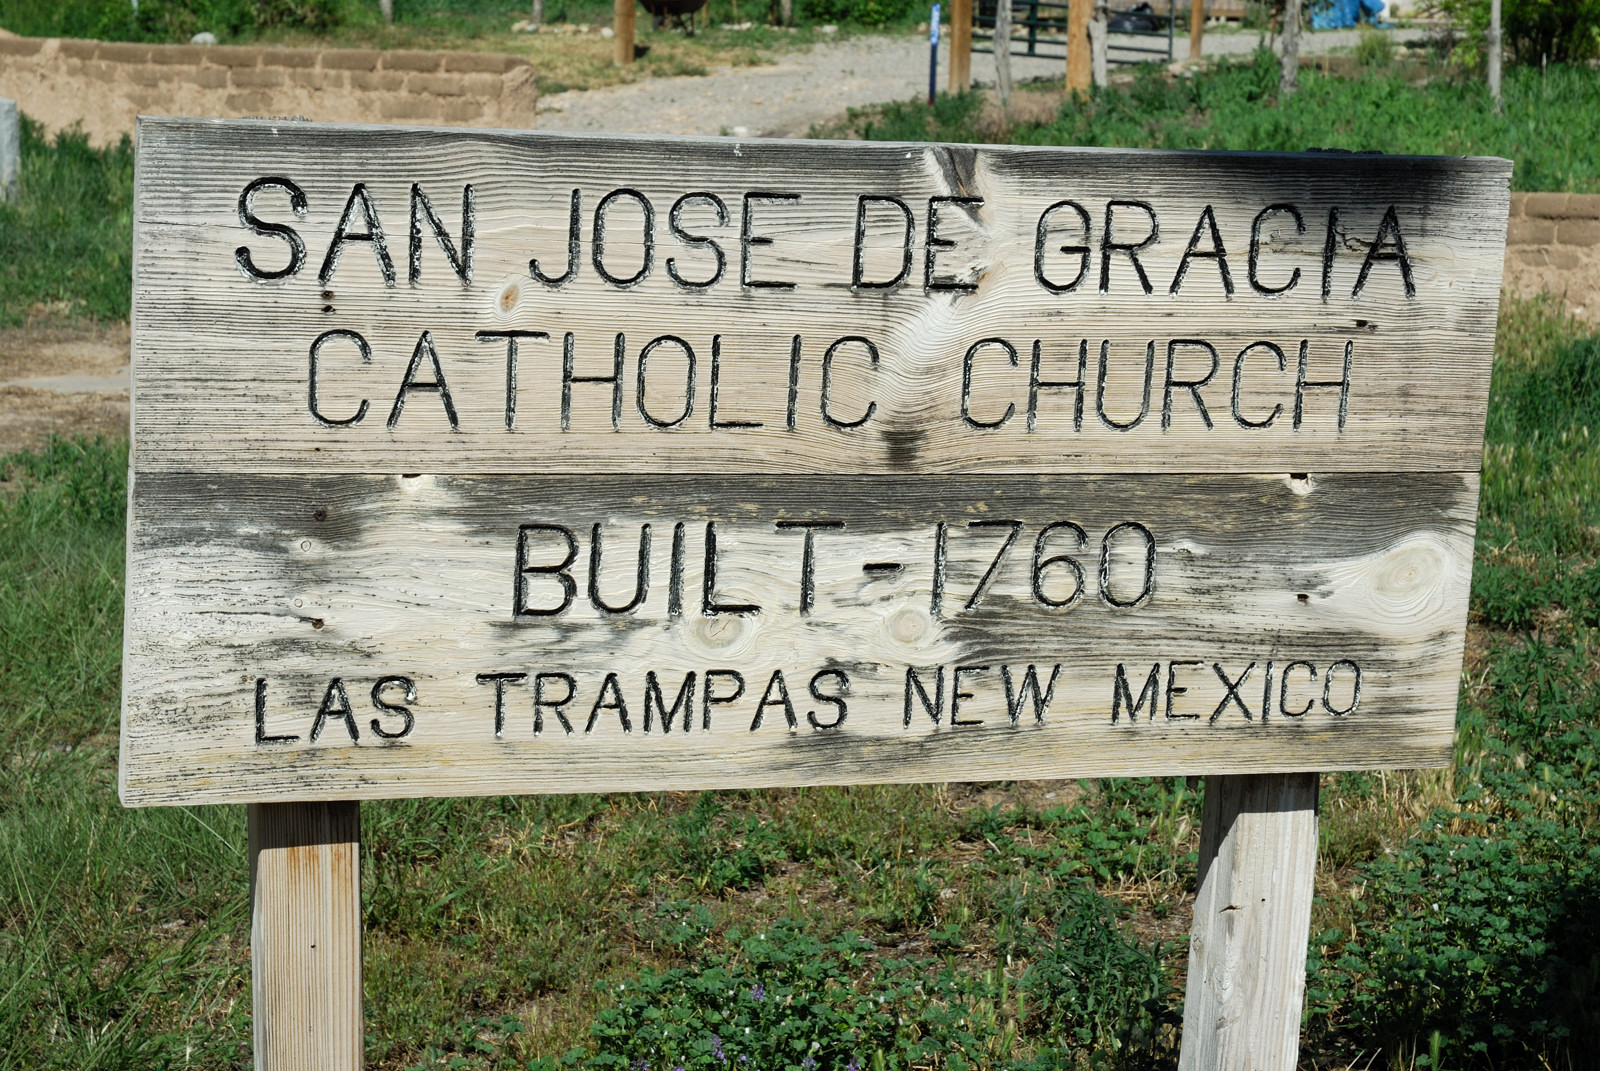 SAN JOSE DE GRACIA
CATHOLIC CHURCH
BUILT-1760
LAS TRAMPAS NEW MEXICO